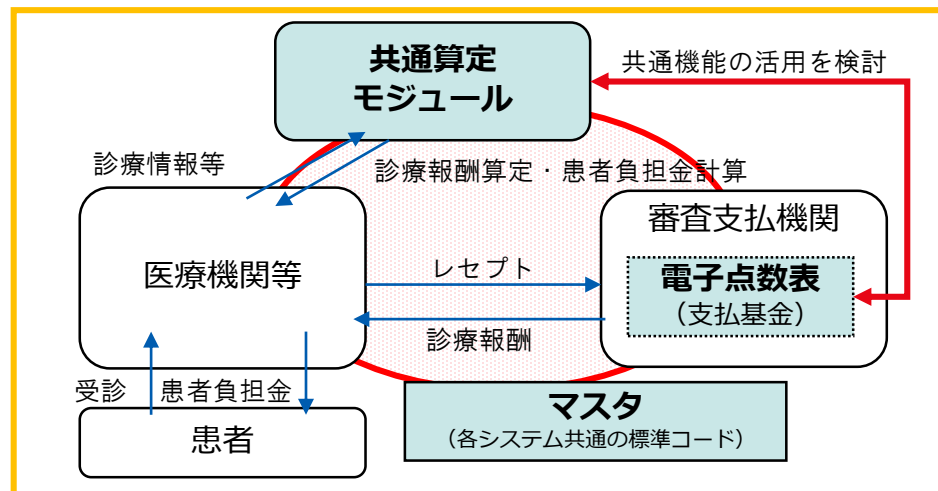 共通算定
モジュール
共通機能の活用を検討
診療情報等
診療報酬算定・患者負担金計算
審査支払機関
医療機関等
レセプト
電子点数表
（支払基金）
診療報酬
受診
患者負担金
マスタ
（各システム共通の標準コード）
患者